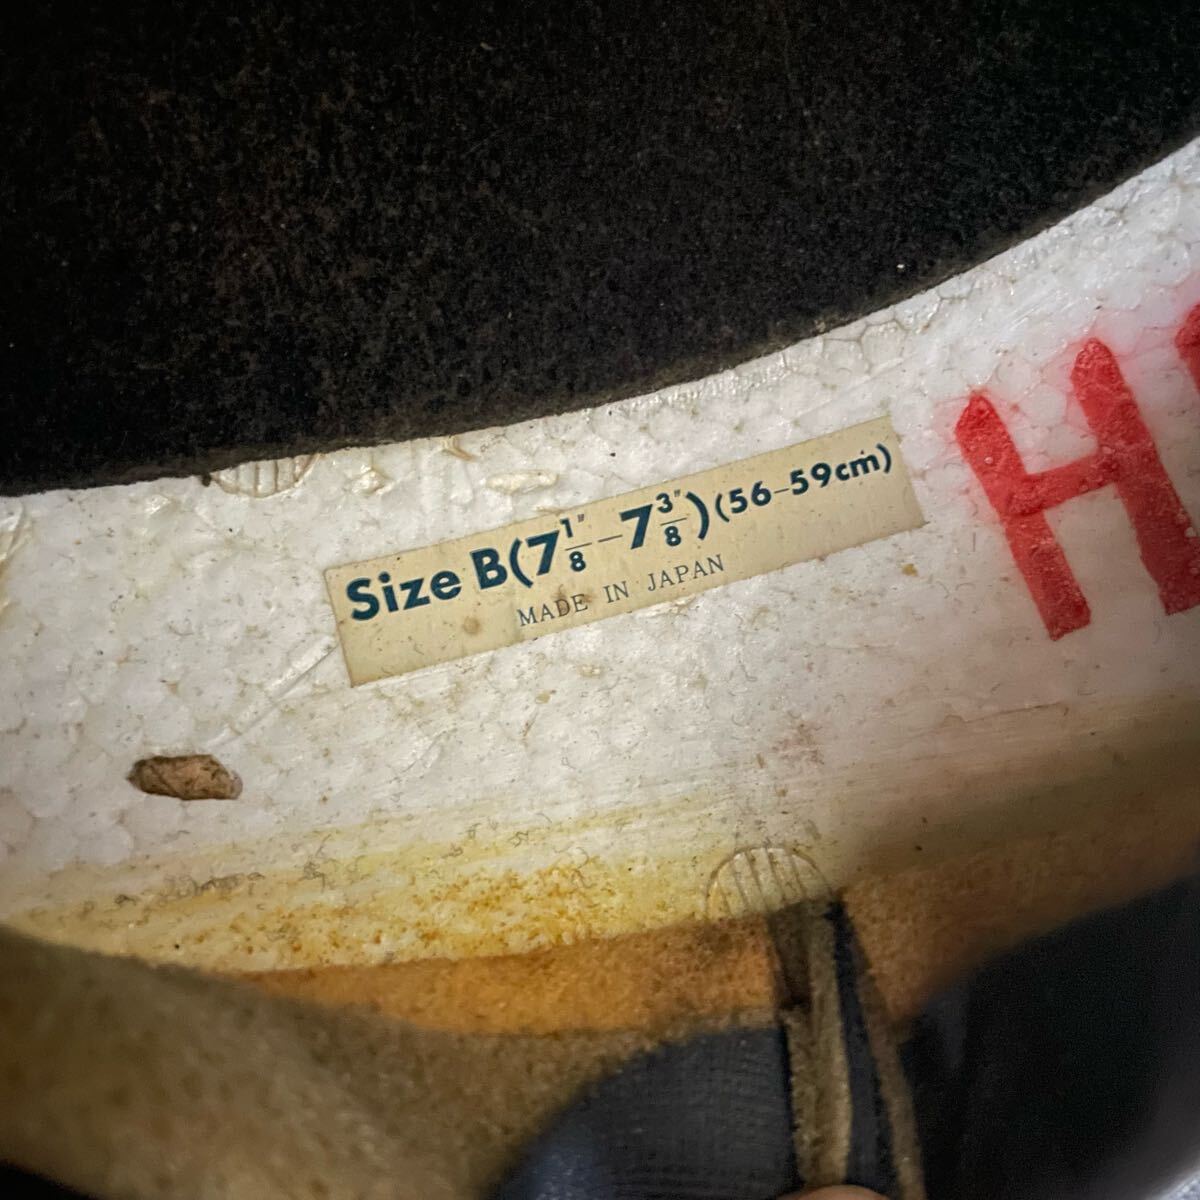 Size B(7 1/8" – 7 3/8") (56–59cm)
MADE IN JAPAN
H